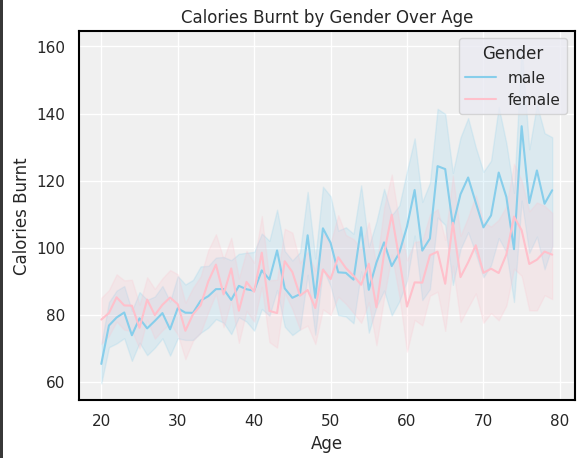 Calories Burnt by Gender Over Age
Gender
male
female
Calories Burnt
160
140
120
100
80
60
20 30 40 50 60 70 80
Age